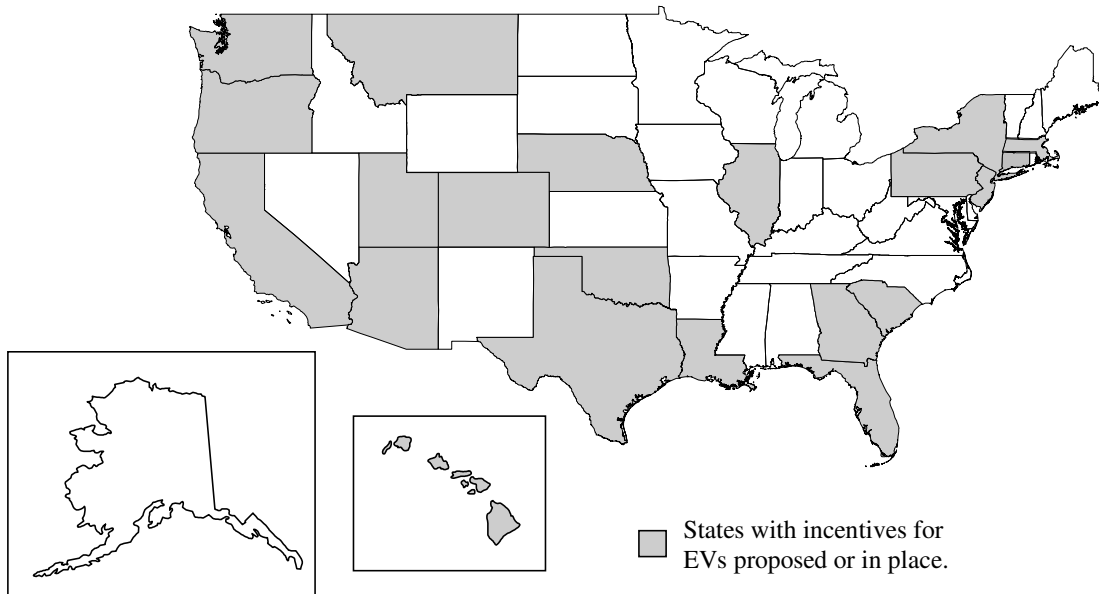 States with incentives for
EVs proposed or in place.